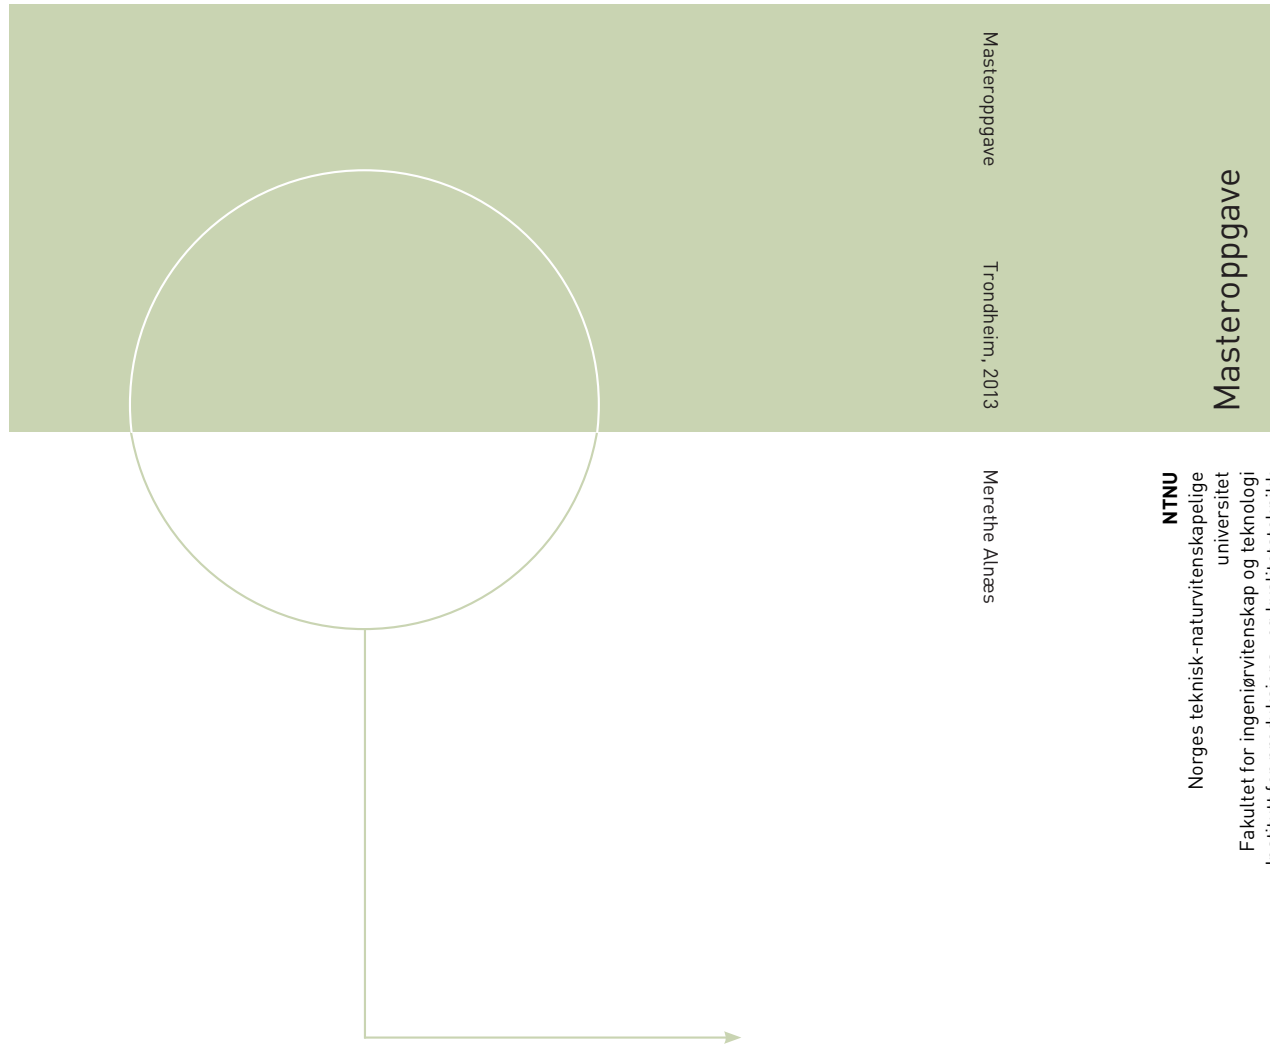 Masteroppgave
Trondheim, 2013
Merethe Alnæs
Masteroppgave
NTNU
Norges teknisk-naturvitenskapelige
universitet
Fakultet for ingeniørvitenskap og teknologi